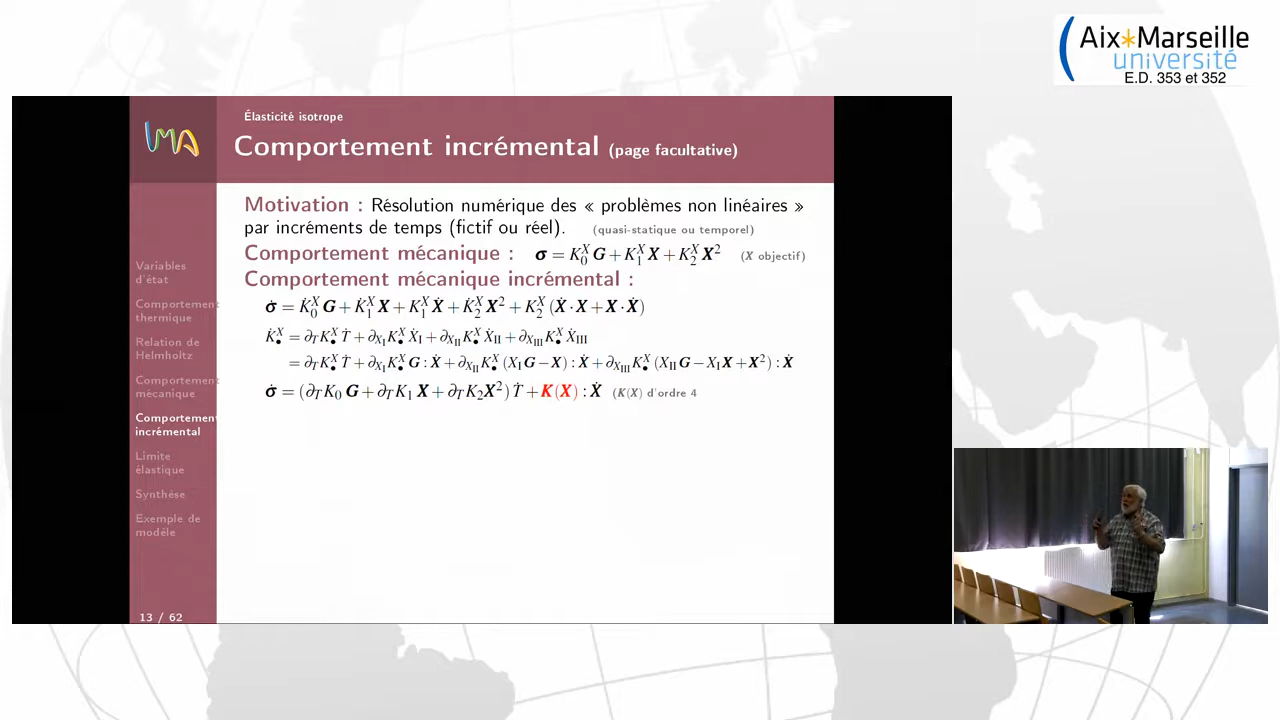 Aix*Marseille
université
E.D. 353 et 352
LMA
Élasticité isotrope
Comportement incrémental (page facultative)
Motivation : Résolution numérique des « problèmes non linéaires »
par incréments de temps (fictif ou réel). (quasi-statique ou temporel)
Comportement mécanique : σ = K₀ˣ G + K₁ˣ X + K₂ˣ X² (X objectif)
Comportement mécanique incrémental :
σ̇ = K̇₀ˣ G + K̇₁ˣ X + K₁ˣ Ẋ + K̇₂ˣ X² + K₂ˣ (Ẋ · X + X · Ẋ)
K̇•ˣ = ∂_T K•ˣ Ṫ + ∂_{X_I} K•ˣ Ẋ_I + ∂_{X_II} K•ˣ Ẋ_II + ∂_{X_III} K•ˣ Ẋ_III
= ∂_T K•ˣ Ṫ + ∂_{X_I} K•ˣ G : Ẋ + ∂_{X_II} K•ˣ (X_I G − X) : Ẋ + ∂_{X_III} K•ˣ (X_II G − X_I X + X²) : Ẋ
σ̇ = (∂_T K₀ G + ∂_T K₁ X + ∂_T K₂ X²) Ṫ + K(X) : Ẋ (K(X) d'ordre 4)
Variables
d'état
Comportement
thermique
Relation de
Helmholtz
Comportement
mécanique
Comportement
incrémental
Limite
élastique
Synthèse
Exemple de
modèle
13 / 62